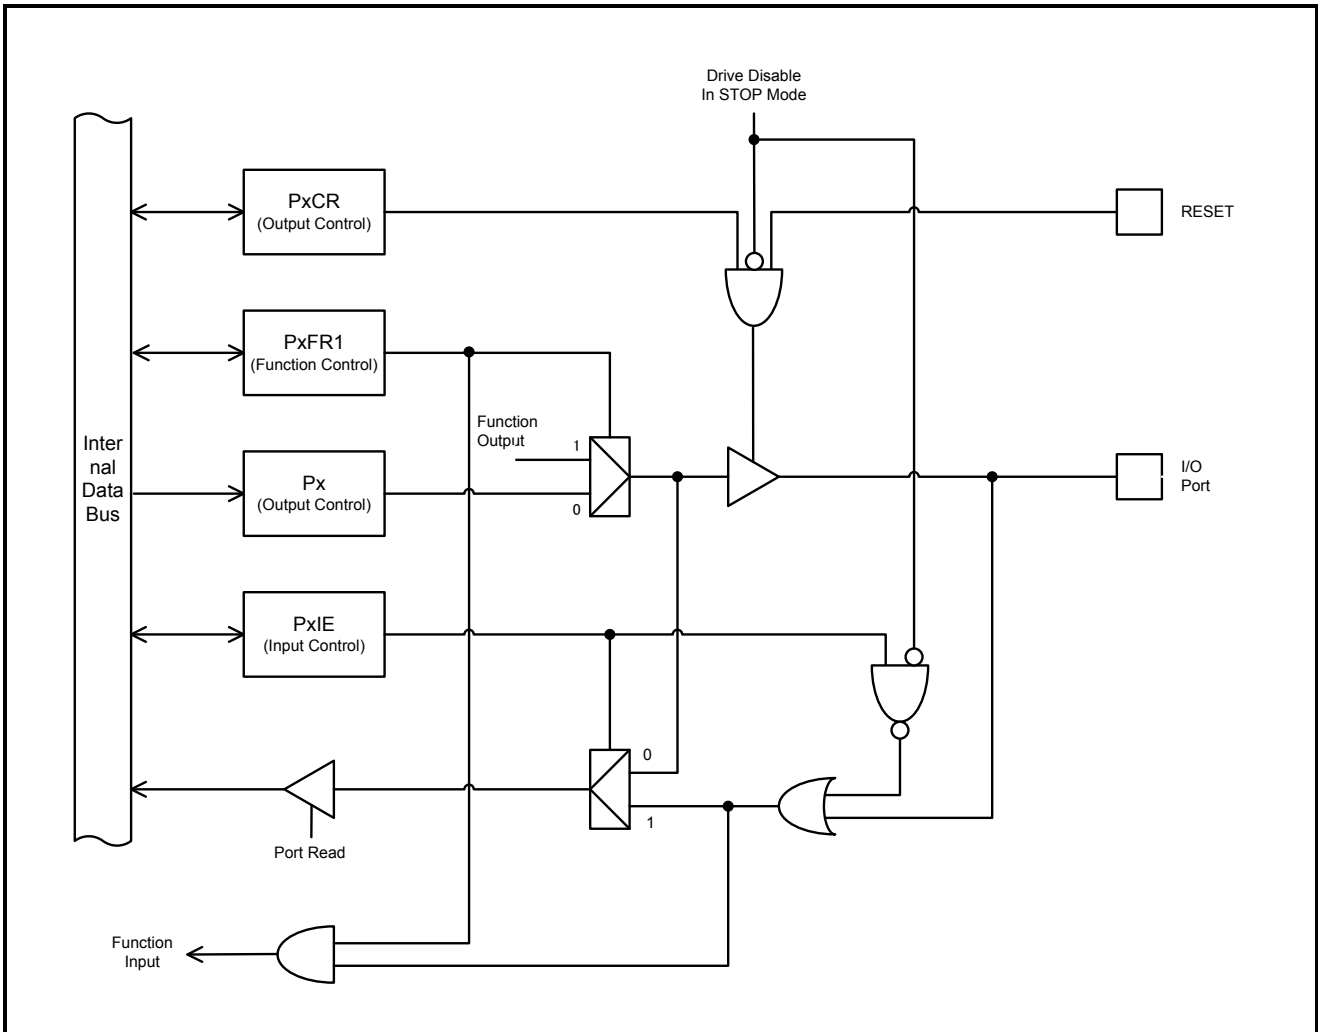 Drive Disable
In STOP Mode
PxCR
(Output Control)
RESET
PxFR1
(Function Control)
Function
Output
1
0
Inter
nal
Data
Bus
Px
(Output Control)
I/O
Port
PxIE
(Input Control)
0
1
Port Read
Function
Input